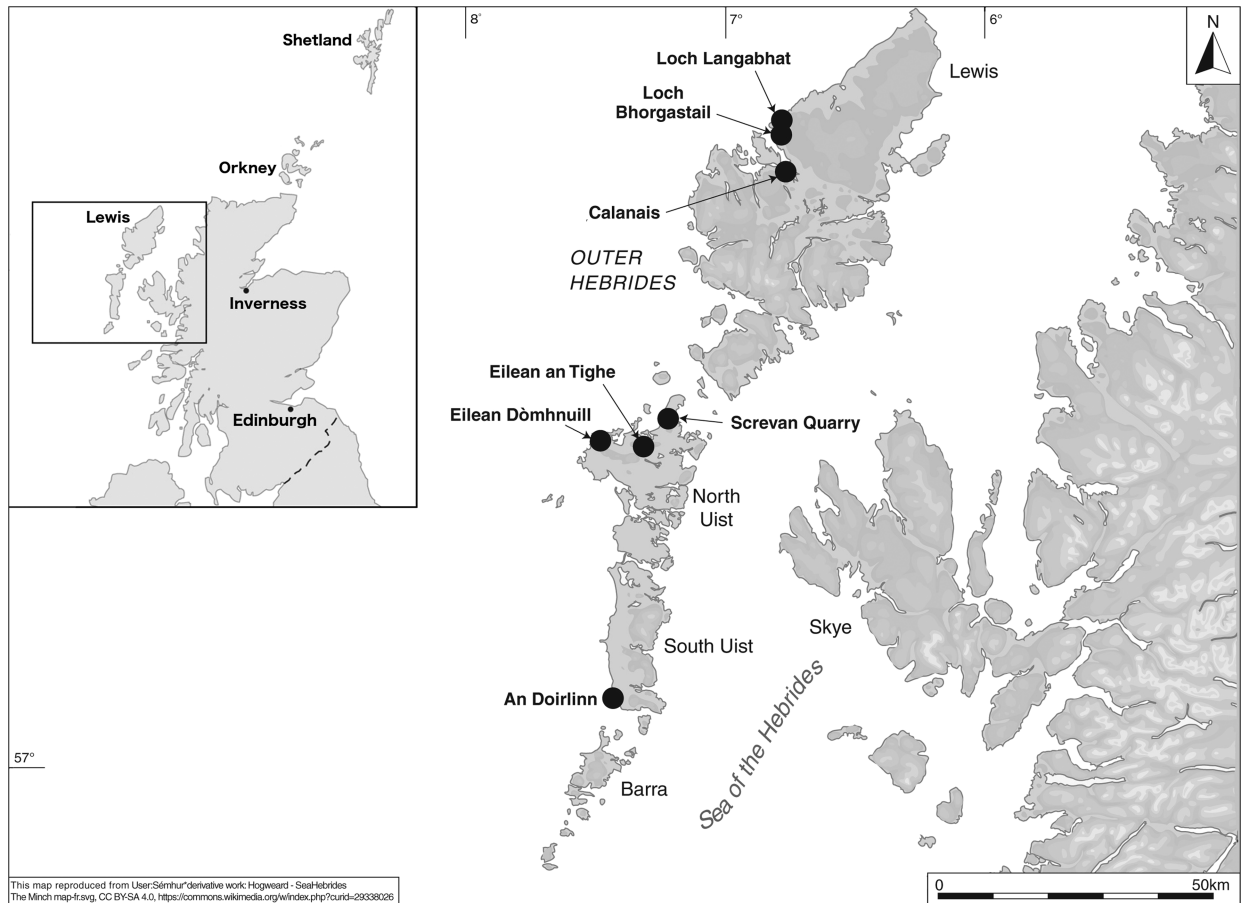 Shetland
Orkney
Lewis
Inverness
Edinburgh
8°
7°
6°
N
Loch Langabhat
Lewis
Loch
Bhorgastail
Calanais
OUTER
HEBRIDES
Eilean an Tighe
Eilean Dòmhnuill
Screvan Quarry
North
Uist
Skye
South Uist
An Doirlinn
Sea of the Hebrides
57°
Barra
0
50km
This map reproduced from User:Sémhur*derivative work: Hogweard - SeaHebrides
The Minch map-fr.svg, CC BY-SA 4.0, https://commons.wikimedia.org/w/index.php?curid=29338026